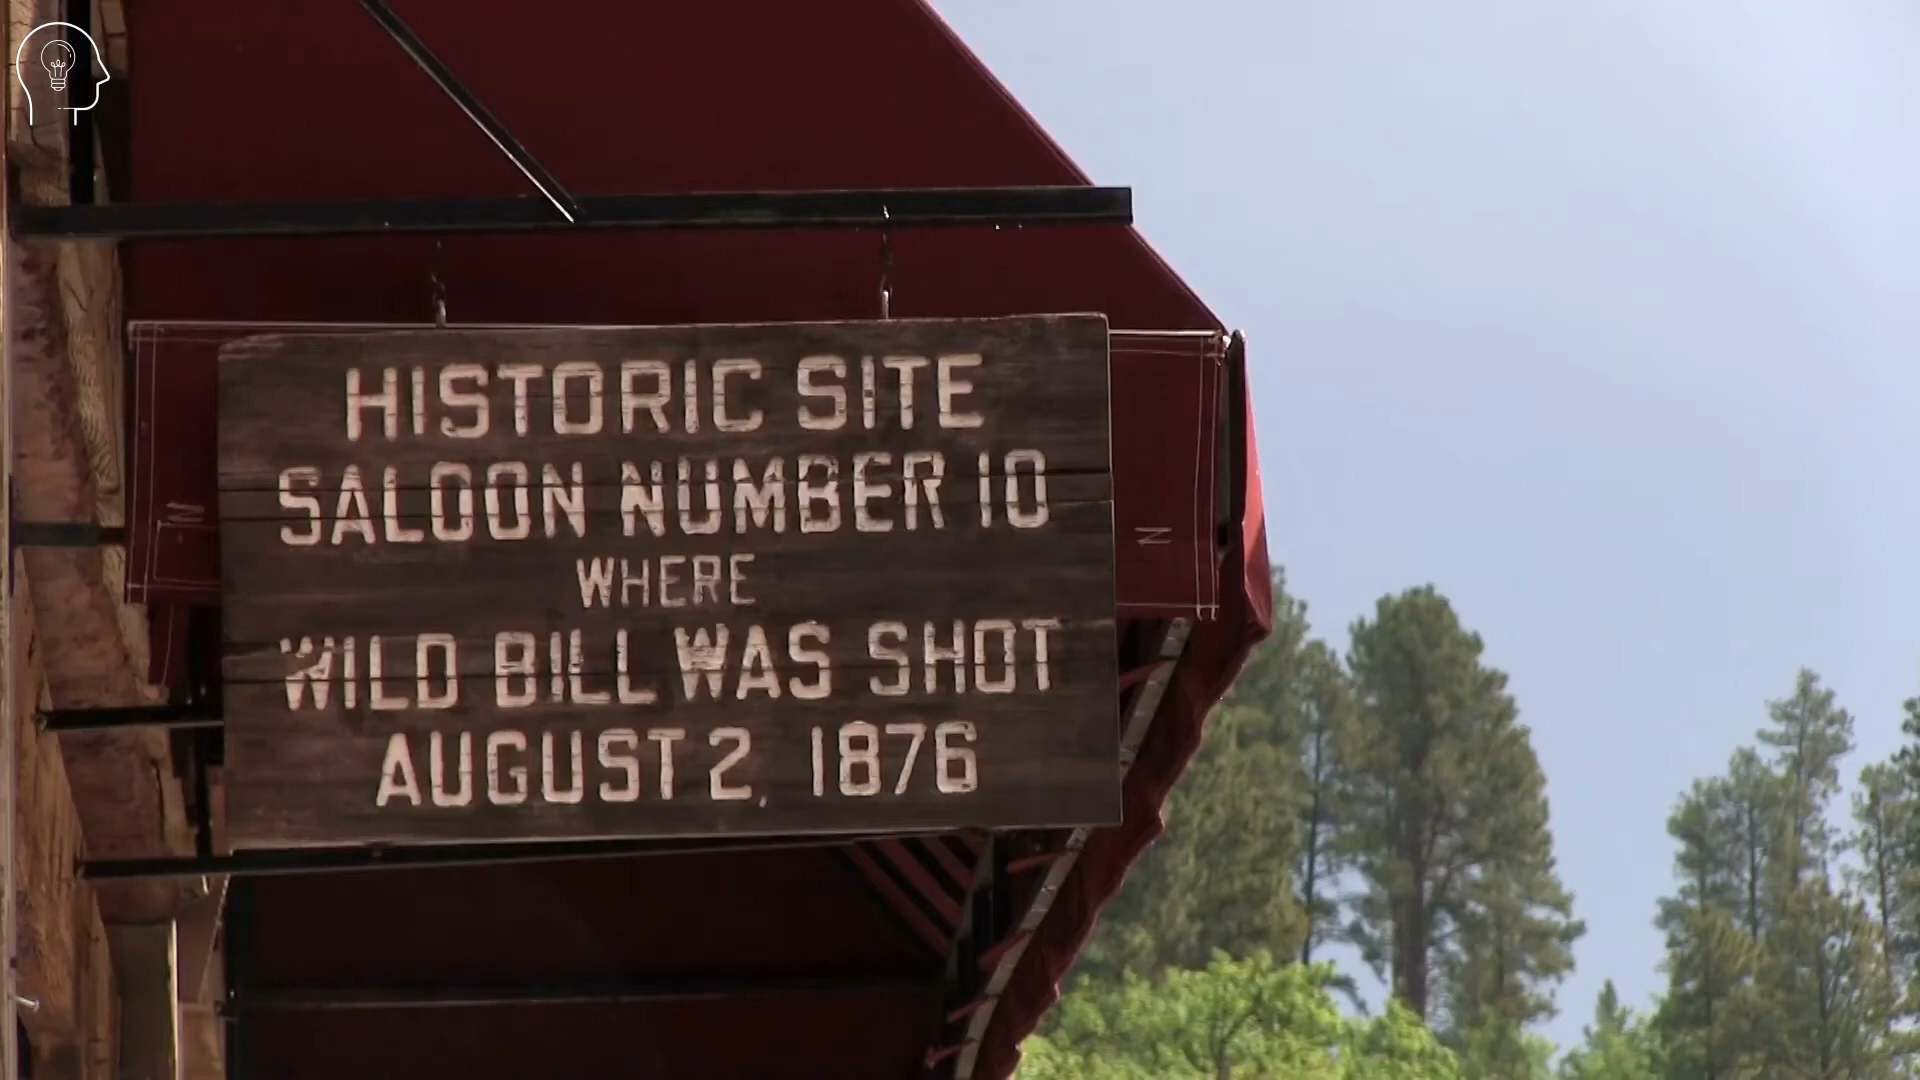 HISTORIC SITE
SALOON NUMBER 10
WHERE
WILD BILL WAS SHOT
AUGUST 2, 1876